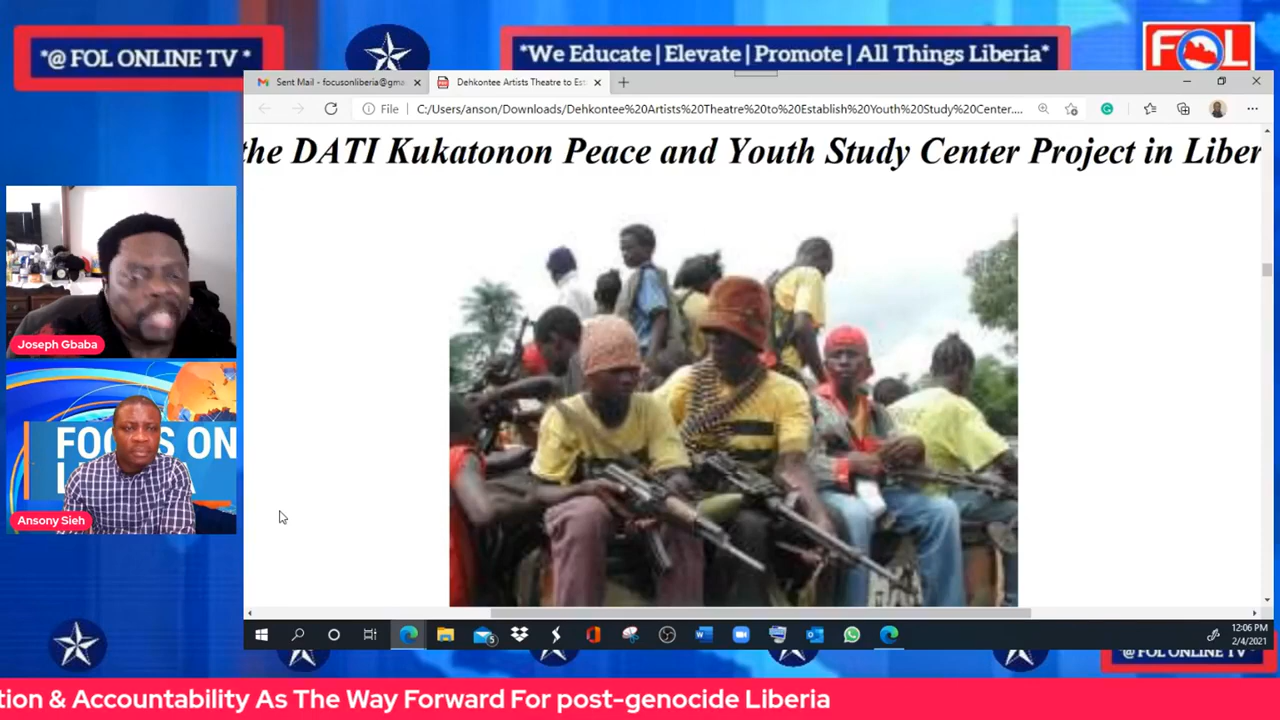 *@ FOL ONLINE TV *
*We Educate | Elevate | Promote | All Things Liberia*
FOL
Sent Mail - focusonliberia@gma
Dehkontee Artists Theatre to Est
File
C:/Users/anson/Downloads/Dehkontee%20Artists%20Theatre%20to%20Establish%20Youth%20Study%20Center....
the DATI Kukatonon Peace and Youth Study Center Project in Liber
Joseph Gbaba
FOCUS ON
Ansony Sieh
5
12:06 PM
2/4/2021
@FOL ONLINE TV *
tion & Accountability As The Way Forward For post-genocide Liberia